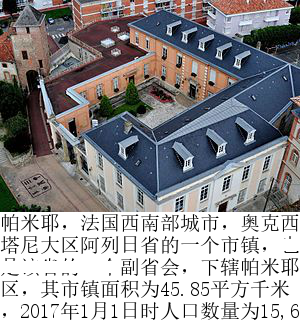 帕米耶，法国西南部城市，奥克西
塔尼大区阿列日省的一个市镇，
副省会，下辖帕米耶
区，其市镇面积为45.85平方千米
，2017年1月1日时人口数量为15,6